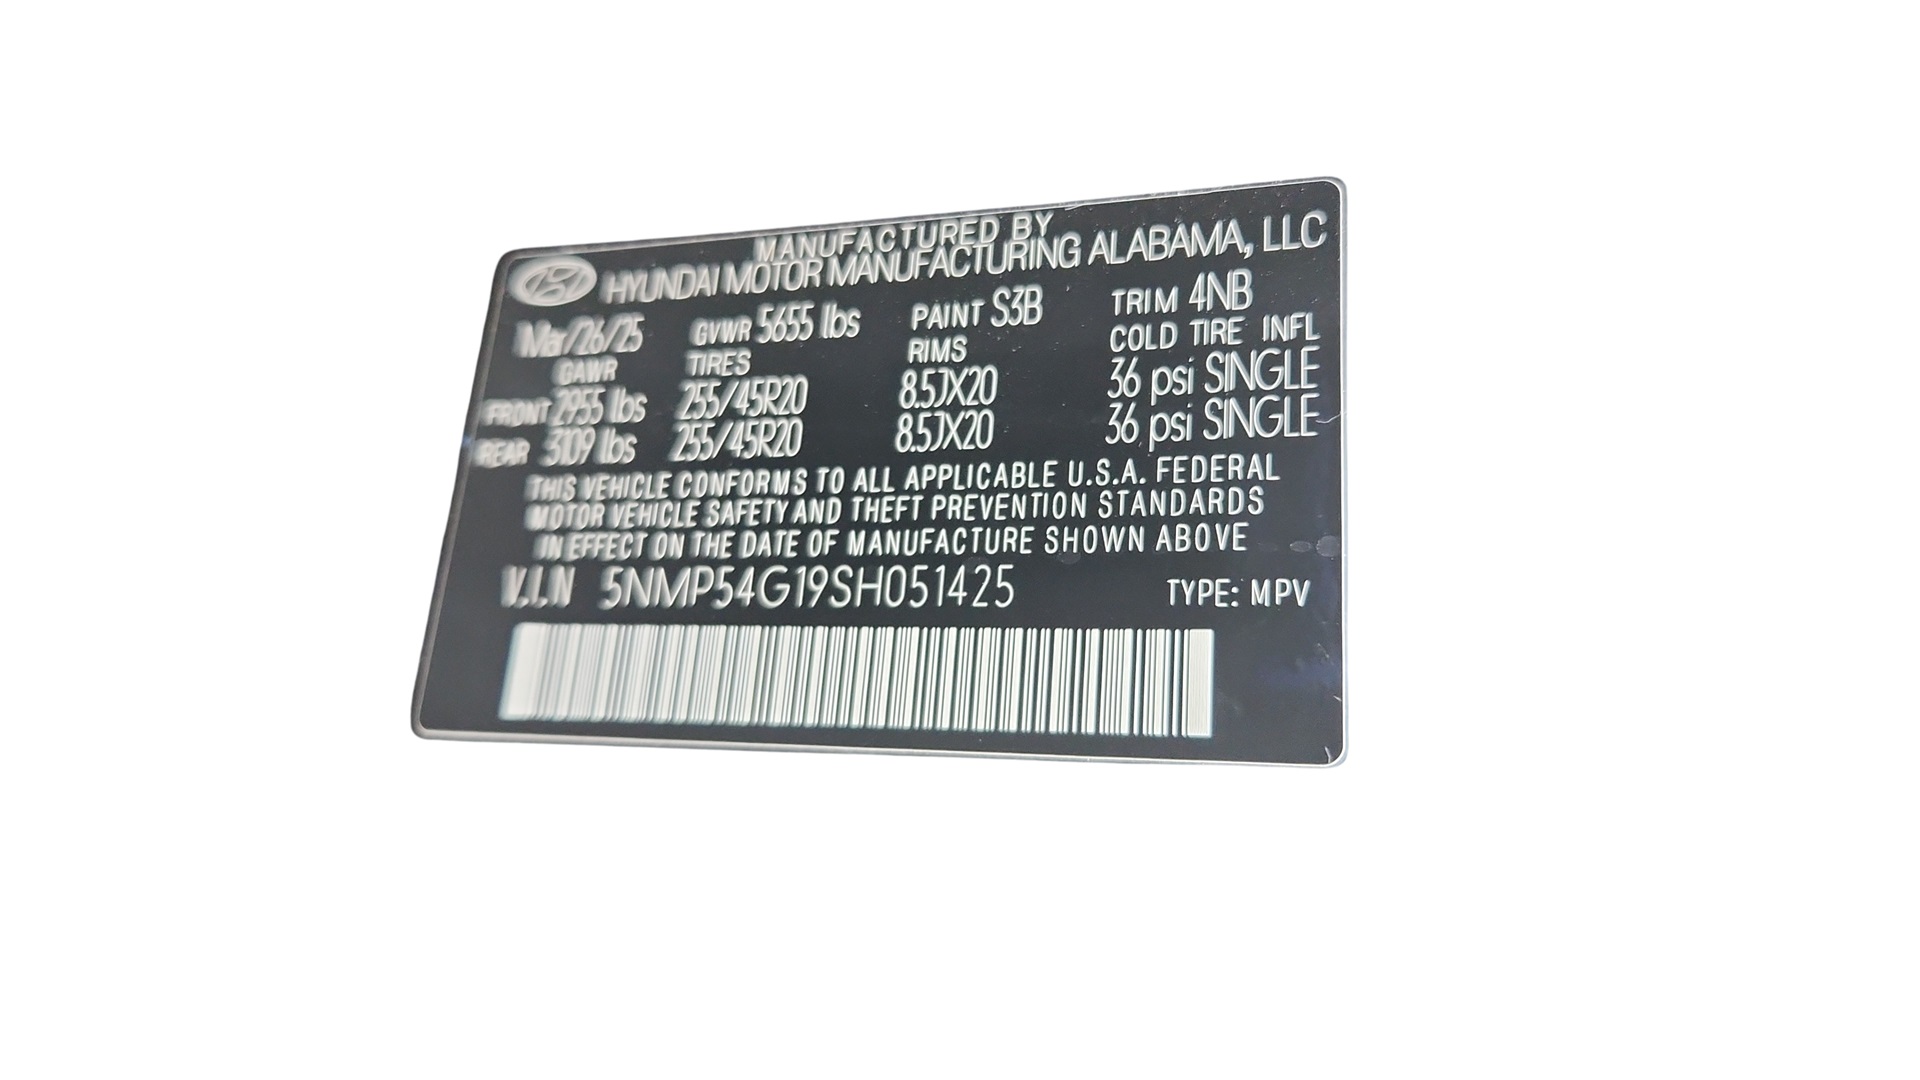 MANUFACTURED BY
HYUNDAI MOTOR MANUFACTURING ALABAMA, LLC
Mar/26/25 GVWR 5655 lbs PAINT S3B TRIM 4NB
GAWR TIRES RIMS COLD TIRE INFL
FRONT 2955 lbs 255/45R20 8.5JX20 36 psi SINGLE
REAR 3109 lbs 255/45R20 8.5JX20 36 psi SINGLE
THIS VEHICLE CONFORMS TO ALL APPLICABLE U.S.A. FEDERAL
MOTOR VEHICLE SAFETY AND THEFT PREVENTION STANDARDS
IN EFFECT ON THE DATE OF MANUFACTURE SHOWN ABOVE
V.I.N 5NMP54G19SH051425 TYPE: MPV